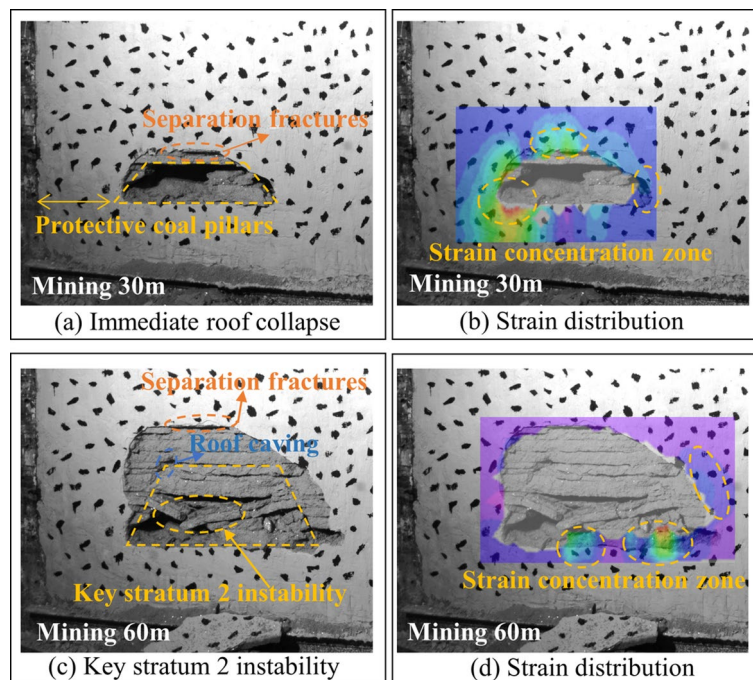 Separation fractures
Protective coal pillars
Mining 30m
(a) Immediate roof collapse
Strain concentration zone
Mining 30m
(b) Strain distribution
Separation fractures
Roof caving
Key stratum 2 instability
Mining 60m
(c) Key stratum 2 instability
Strain concentration zone
Mining 60m
(d) Strain distribution